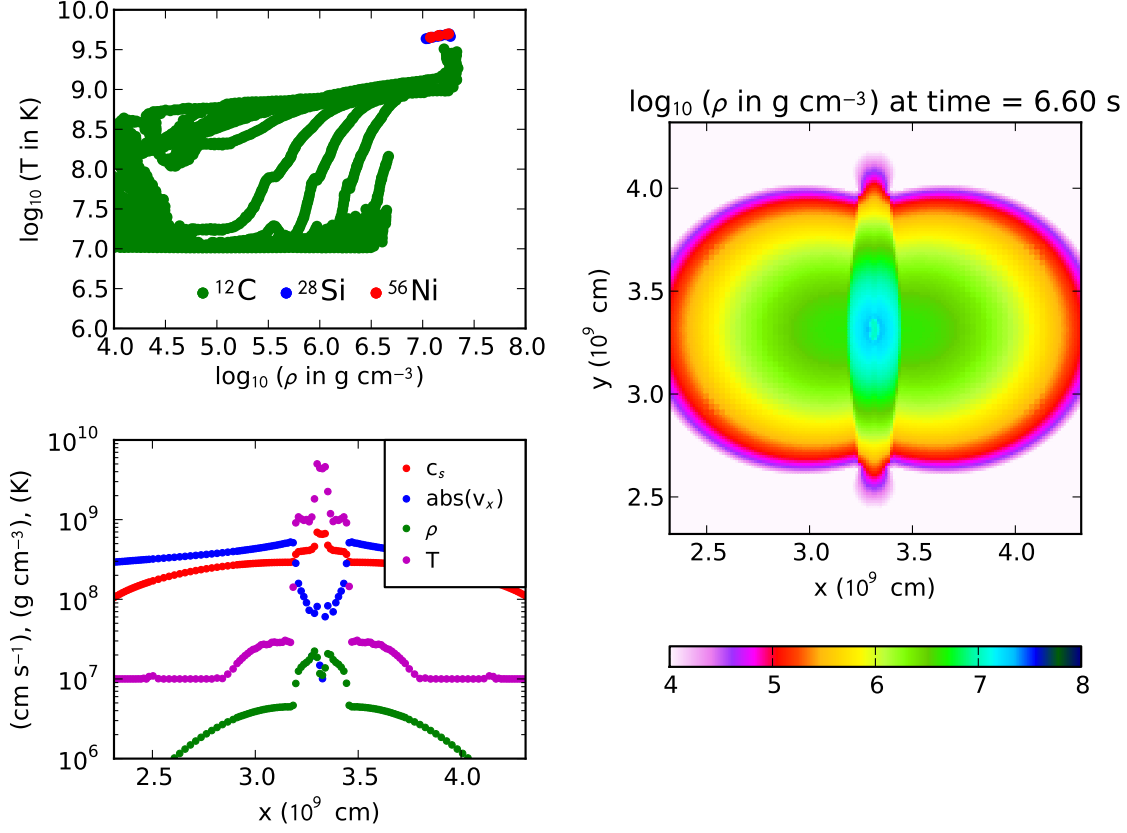 10.0
9.5
9.0
8.5
8.0
7.5
7.0
6.5
6.0
log₁₀ (T in K)
¹²C ²⁸Si ⁵⁶Ni
4.0 4.5 5.0 5.5 6.0 6.5 7.0 7.5 8.0
log₁₀ (ρ in g cm⁻³)
log₁₀ (ρ in g cm⁻³) at time = 6.60 s
4.0
3.5
3.0
2.5
y (10⁹ cm)
2.5 3.0 3.5 4.0
x (10⁹ cm)
4 5 6 7 8
10¹⁰
10⁹
10⁸
10⁷
10⁶
(cm s⁻¹), (g cm⁻³), (K)
cₛ
abs(vₓ)
ρ
T
2.5 3.0 3.5 4.0
x (10⁹ cm)